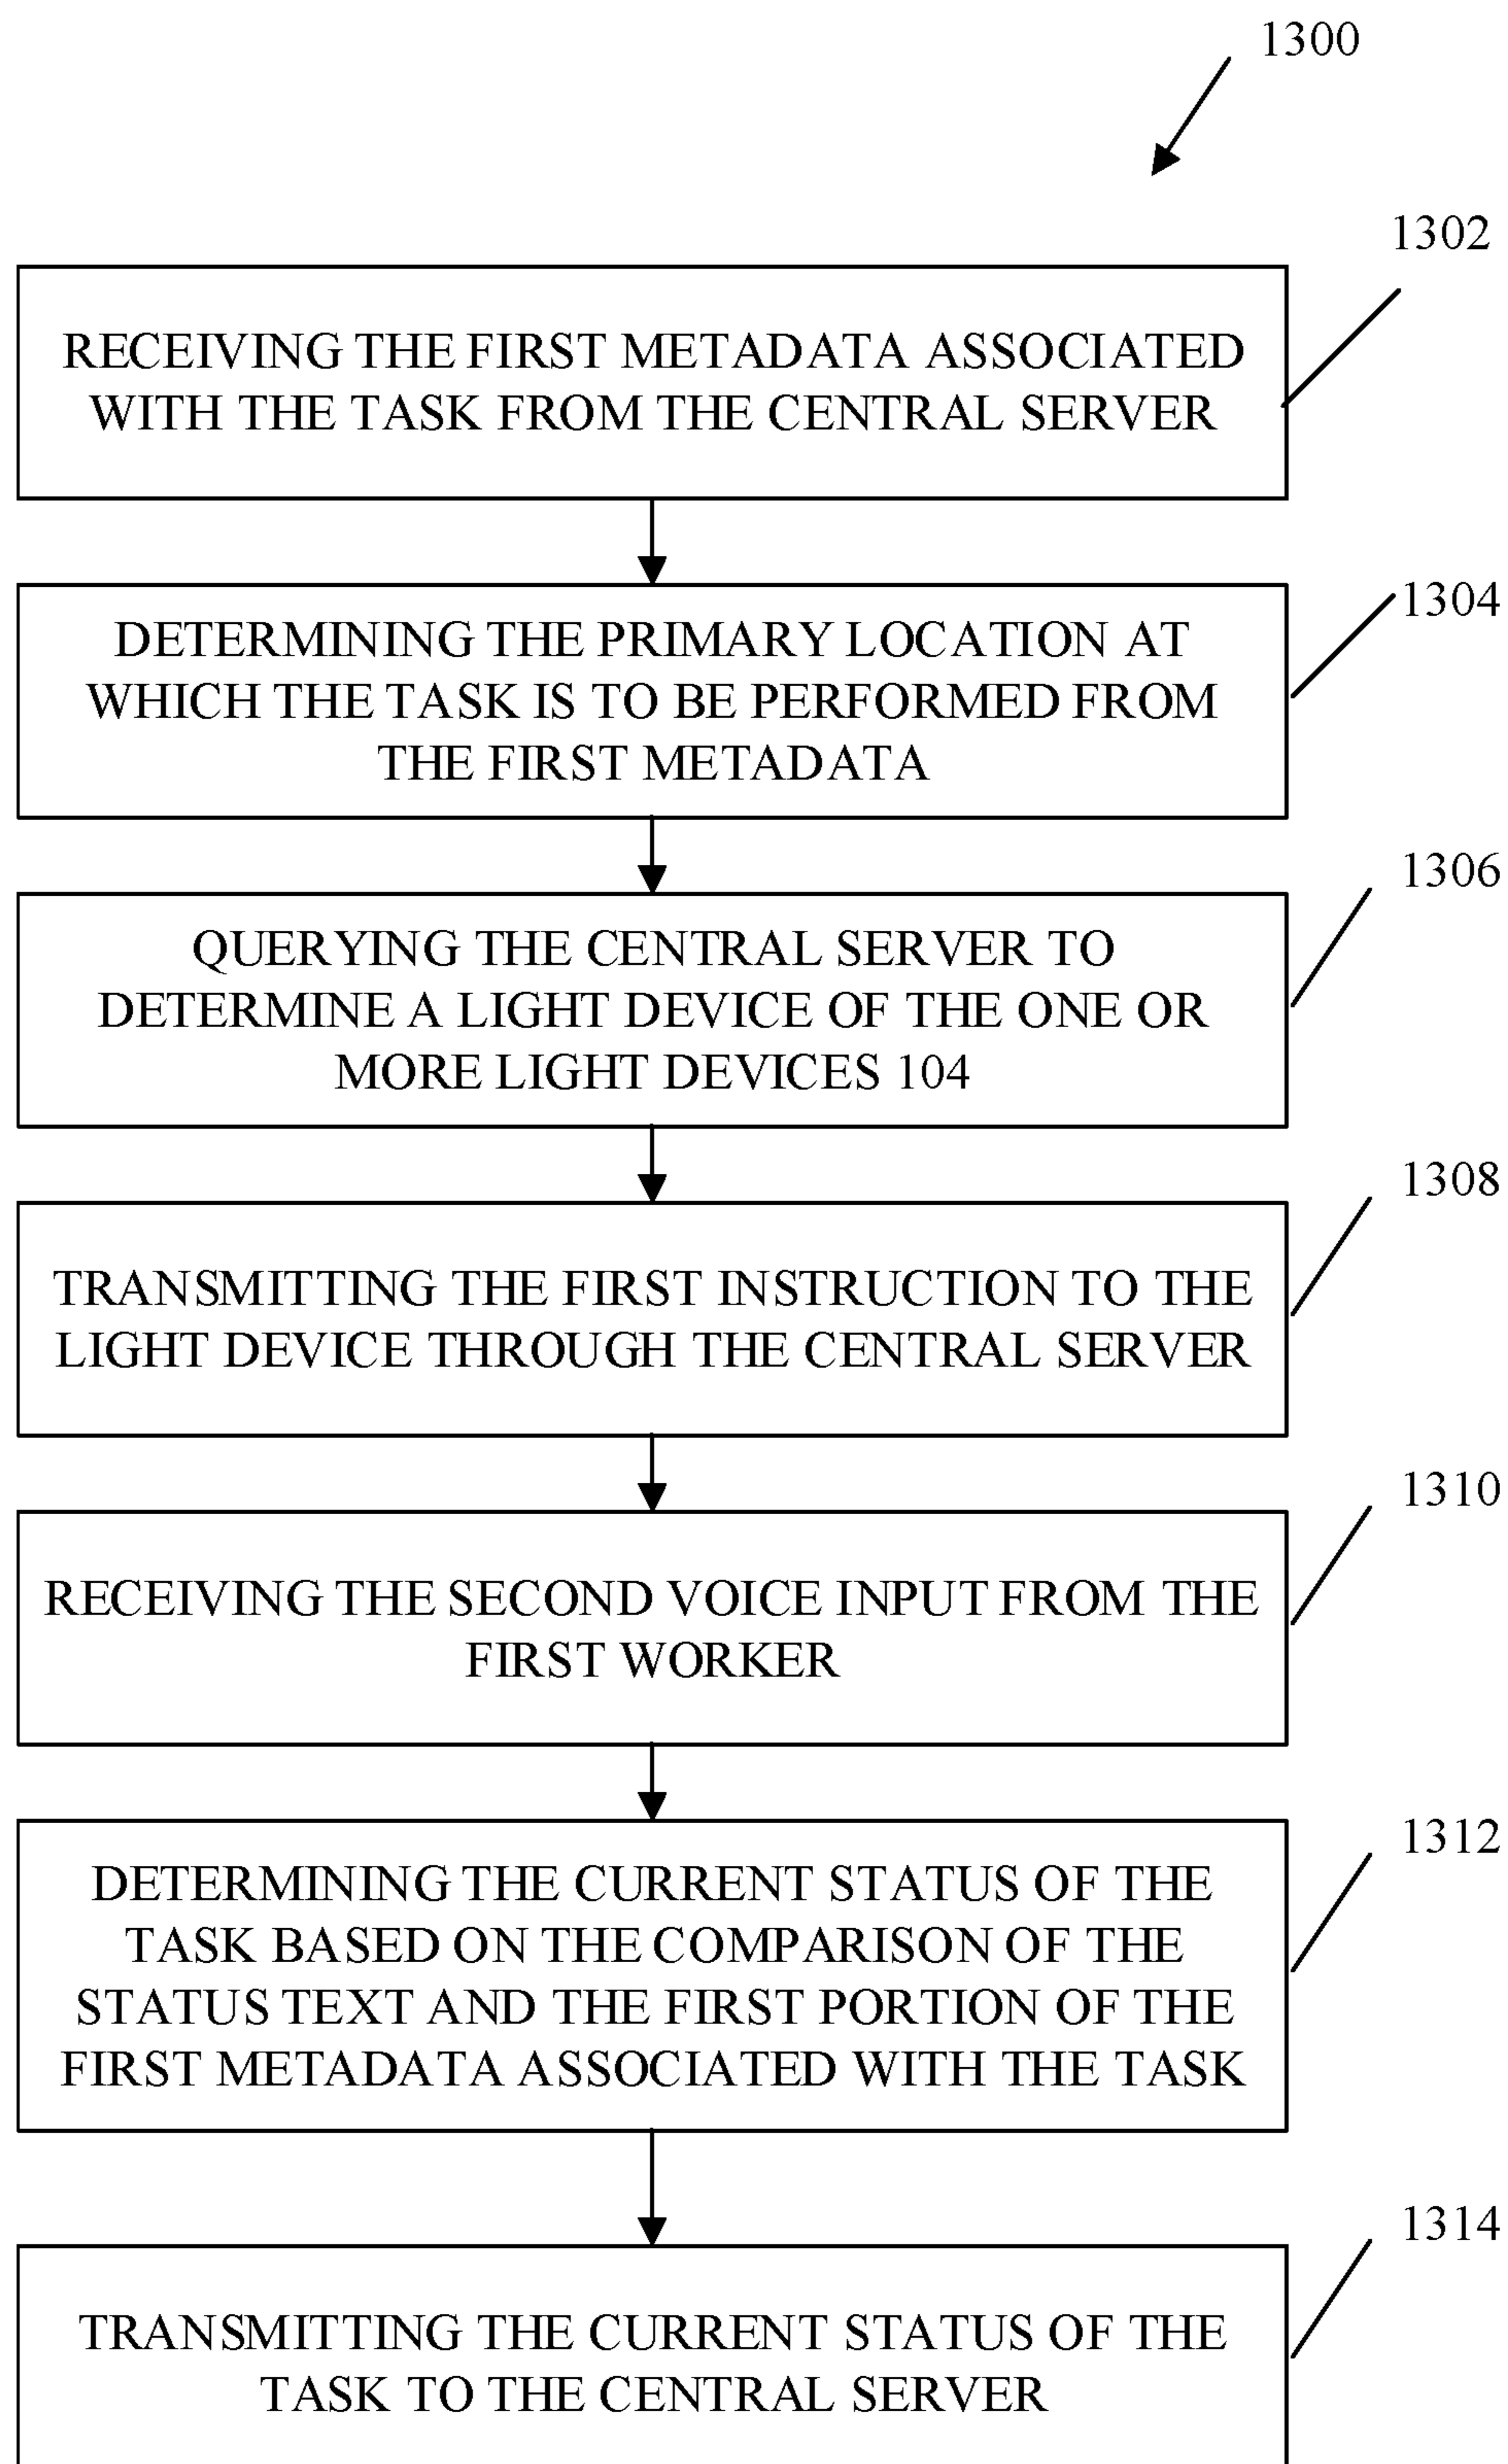 1300
1302
RECEIVING THE FIRST METADATA ASSOCIATED
WITH THE TASK FROM THE CENTRAL SERVER
1304
DETERMINING THE PRIMARY LOCATION AT
WHICH THE TASK IS TO BE PERFORMED FROM
THE FIRST METADATA
1306
QUERYING THE CENTRAL SERVER TO
DETERMINE A LIGHT DEVICE OF THE ONE OR
MORE LIGHT DEVICES 104
1308
TRANSMITTING THE FIRST INSTRUCTION TO THE
LIGHT DEVICE THROUGH THE CENTRAL SERVER
1310
RECEIVING THE SECOND VOICE INPUT FROM THE
FIRST WORKER
1312
DETERMINING THE CURRENT STATUS OF THE
TASK BASED ON THE COMPARISON OF THE
STATUS TEXT AND THE FIRST PORTION OF THE
FIRST METADATA ASSOCIATED WITH THE TASK
1314
TRANSMITTING THE CURRENT STATUS OF THE
TASK TO THE CENTRAL SERVER